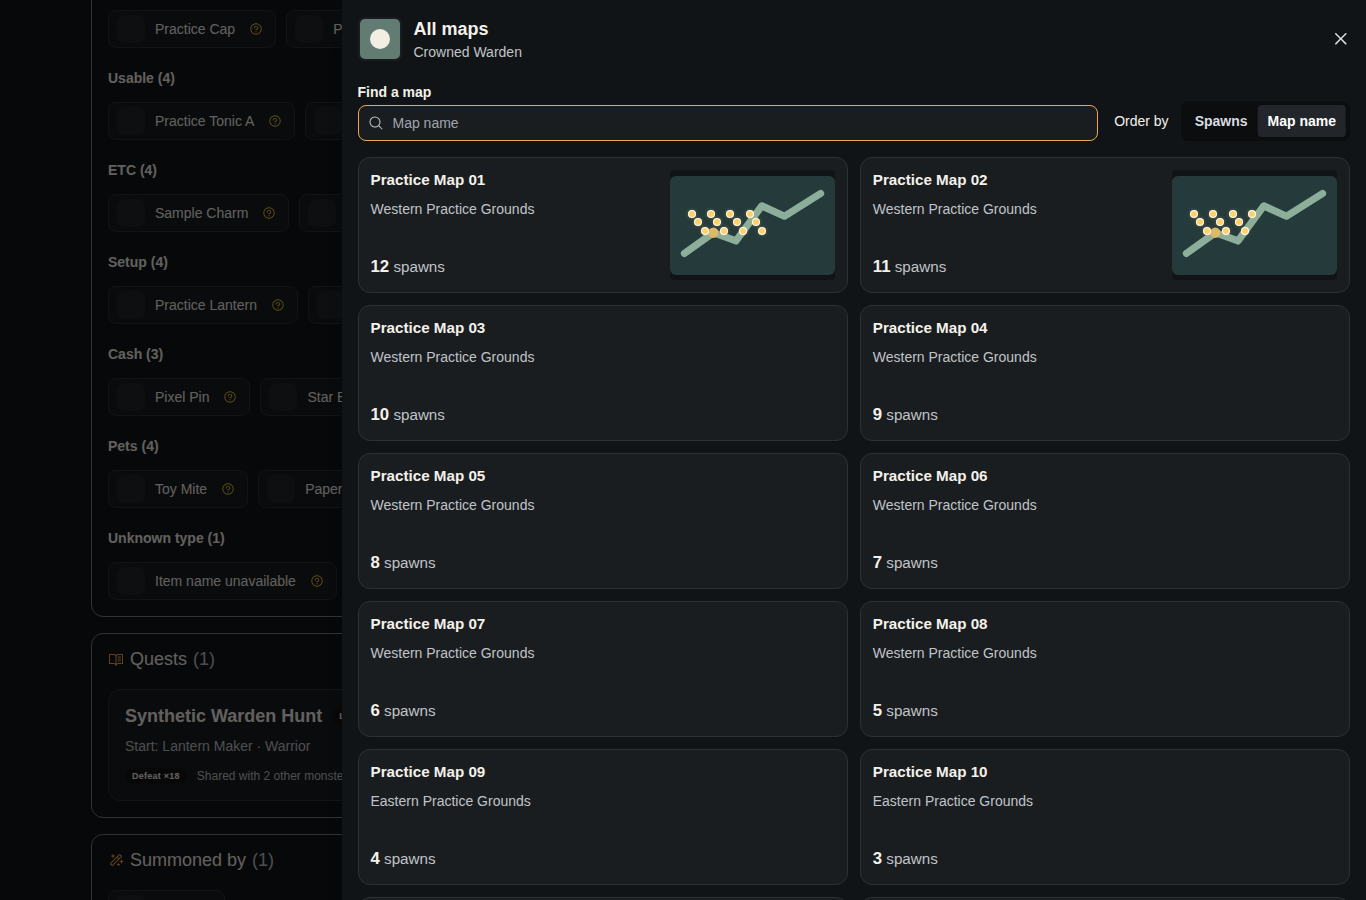 Practice Cap
P
Usable (4)
Practice Tonic A
ETC (4)
Sample Charm
Setup (4)
Practice Lantern
Cash (3)
Pixel Pin
Star B
Pets (4)
Toy Mite
Paper
Unknown type (1)
Item name unavailable
Quests (1)
Synthetic Warden Hunt
Start: Lantern Maker · Warrior
Defeat ×18 Shared with 2 other monste
Summoned by (1)
All maps
Crowned Warden
Find a map
Map name
Order by Spawns Map name
Practice Map 01
Western Practice Grounds
12 spawns
Practice Map 02
Western Practice Grounds
11 spawns
Practice Map 03
Western Practice Grounds
10 spawns
Practice Map 04
Western Practice Grounds
9 spawns
Practice Map 05
Western Practice Grounds
8 spawns
Practice Map 06
Western Practice Grounds
7 spawns
Practice Map 07
Western Practice Grounds
6 spawns
Practice Map 08
Western Practice Grounds
5 spawns
Practice Map 09
Eastern Practice Grounds
4 spawns
Practice Map 10
Eastern Practice Grounds
3 spawns